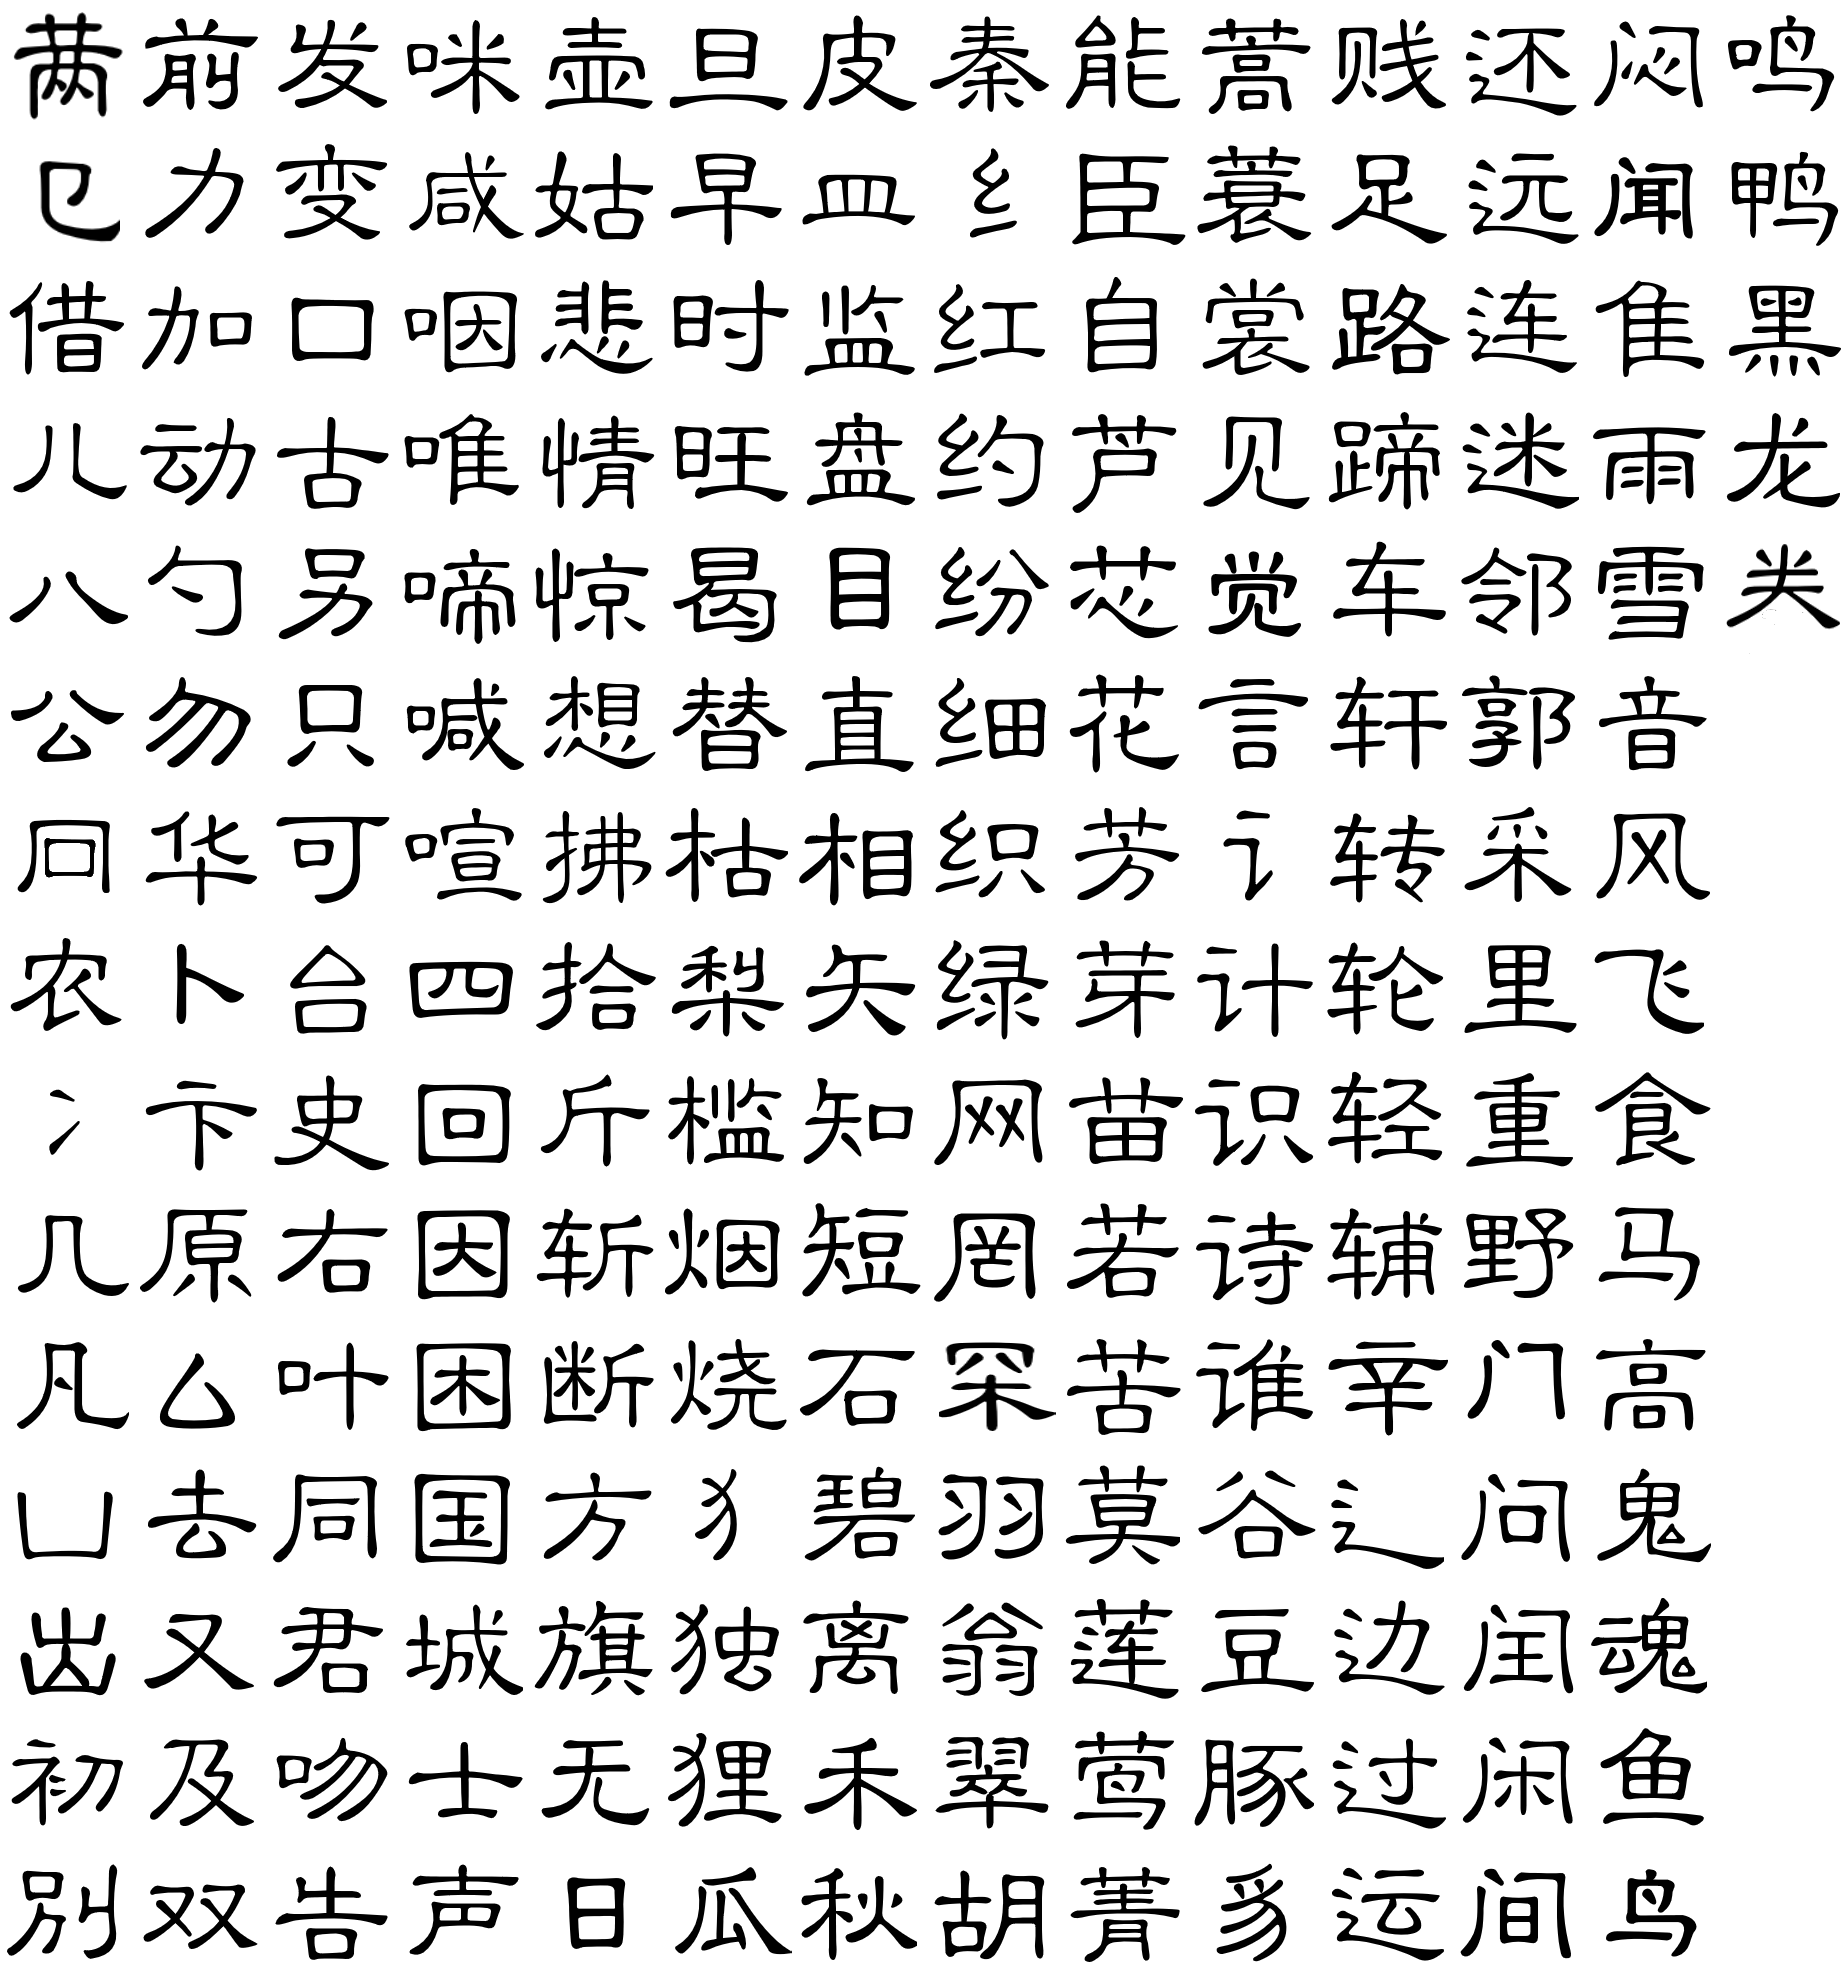 㒼前发咪壶旦皮秦能蒿贱还闷鸣
㔾力变咸姑早皿纟臣蓑足远闻鸭
借加口咽悲时监红自裳路连隹黑
儿动古唯情旺盘约芦见蹄迷雨龙
八勺另啼惊曷目纷芯觉车邻雪龹
公勿只喊想替直细花言轩郭音
冋华可喧拂枯相织芳讠转采风
农卜台四拾梨矢绿芽计轮里飞
冫卞史回斤槛知网苗识轻重食
几原右因斩烟短罔若诗辅野马
凡厶叶困断烧石罙苦谁辛门高
凵去同国方犭碧羽莫谷辶问鬼
出又君城旗独离翁莲豆边闰魂
初及吻士无狸禾翠莺豚过闲鱼
别双告声日瓜秋胡菁豸运间鸟